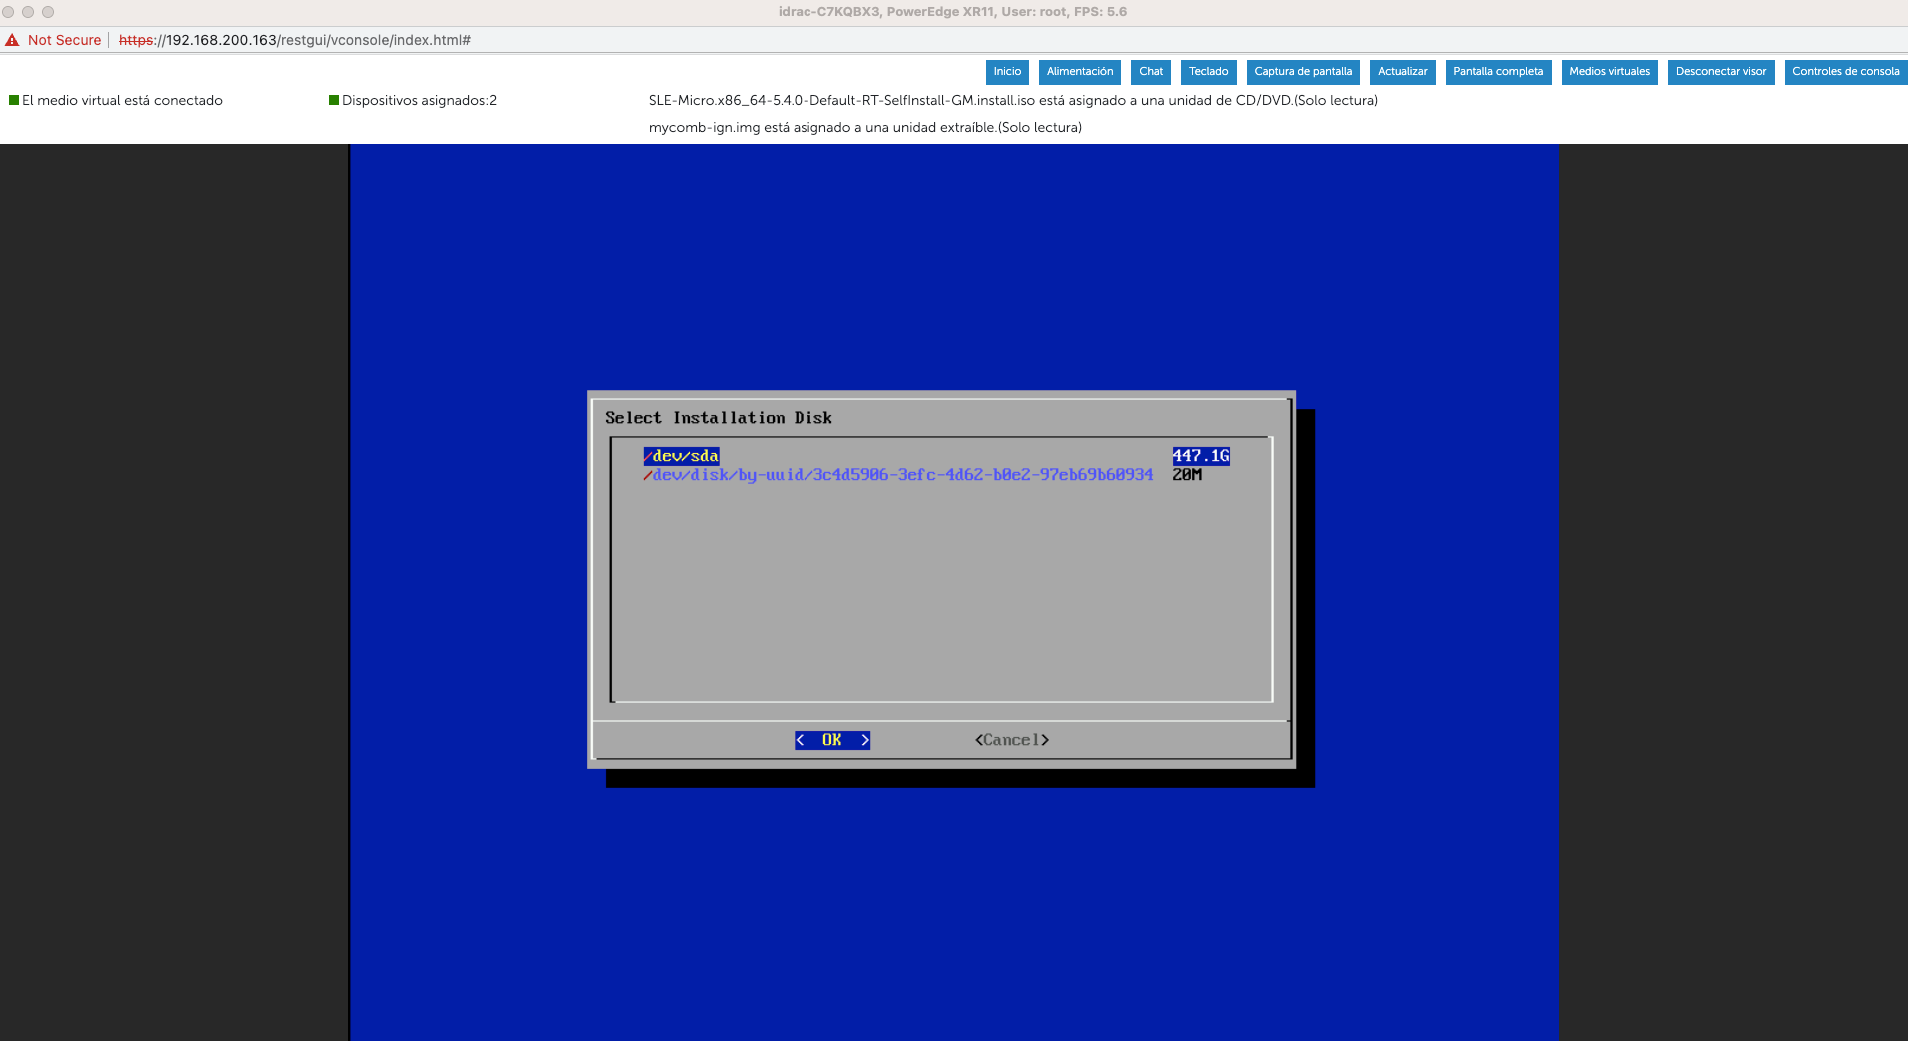 idrac-C7KQBX3, PowerEdge XR11, User: root, FPS: 5.6
Not Secure https://192.168.200.163/restgui/vconsole/index.html#
Inicio Alimentación Chat Teclado Captura de pantalla Actualizar Pantalla completa Medios virtuales Desconectar visor Controles de consola
El medio virtual está conectado Dispositivos asignados:2 SLE-Micro.x86_64-5.4.0-Default-RT-SelfInstall-GM.install.iso está asignado a una unidad de CD/DVD.(Solo lectura)
mycomb-ign.img está asignado a una unidad extraíble.(Solo lectura)
Select Installation Disk
/dev/sda 447.1G
/dev/disk/by-uuid/3c4d5906-3efc-4d62-b0e2-97eb69b60934 20M
< OK > <Cancel>